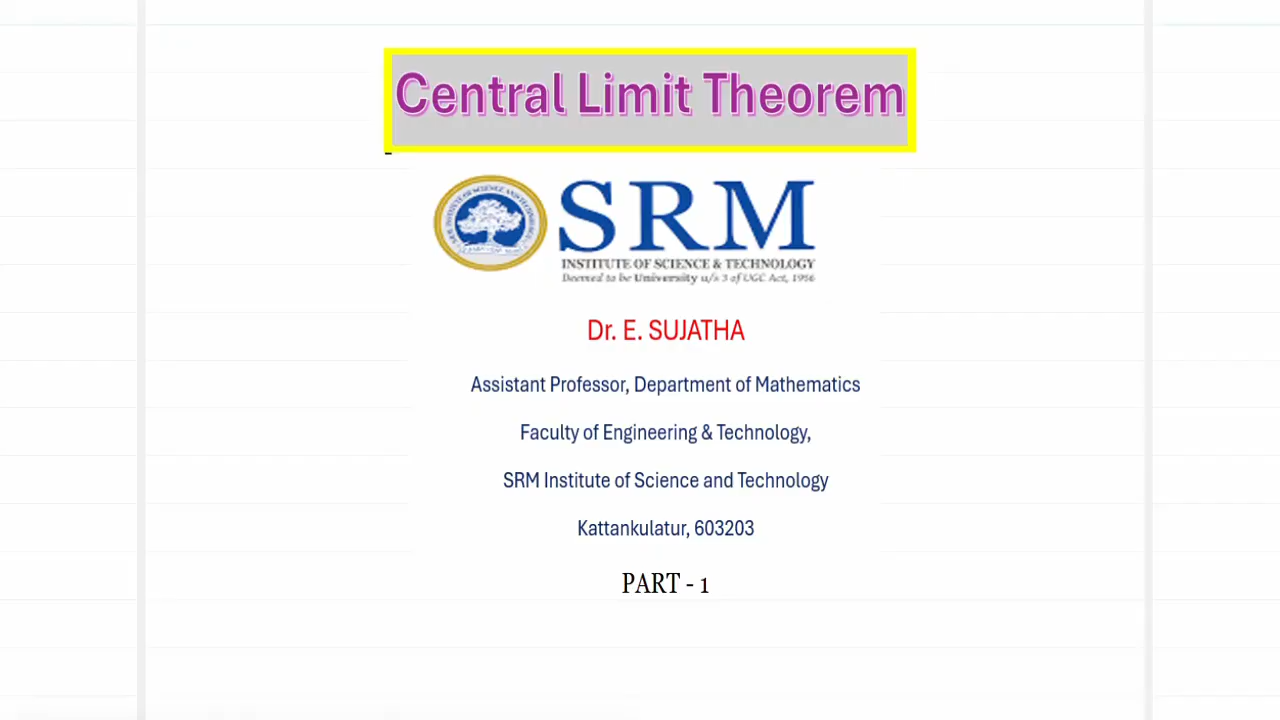 Central Limit Theorem
SRM
INSTITUTE OF SCIENCE & TECHNOLOGY
Deemed to be University u/s 3 of UGC Act, 1956
Dr. E. SUJATHA
Assistant Professor, Department of Mathematics
Faculty of Engineering & Technology,
SRM Institute of Science and Technology
Kattankulatur, 603203
PART - 1